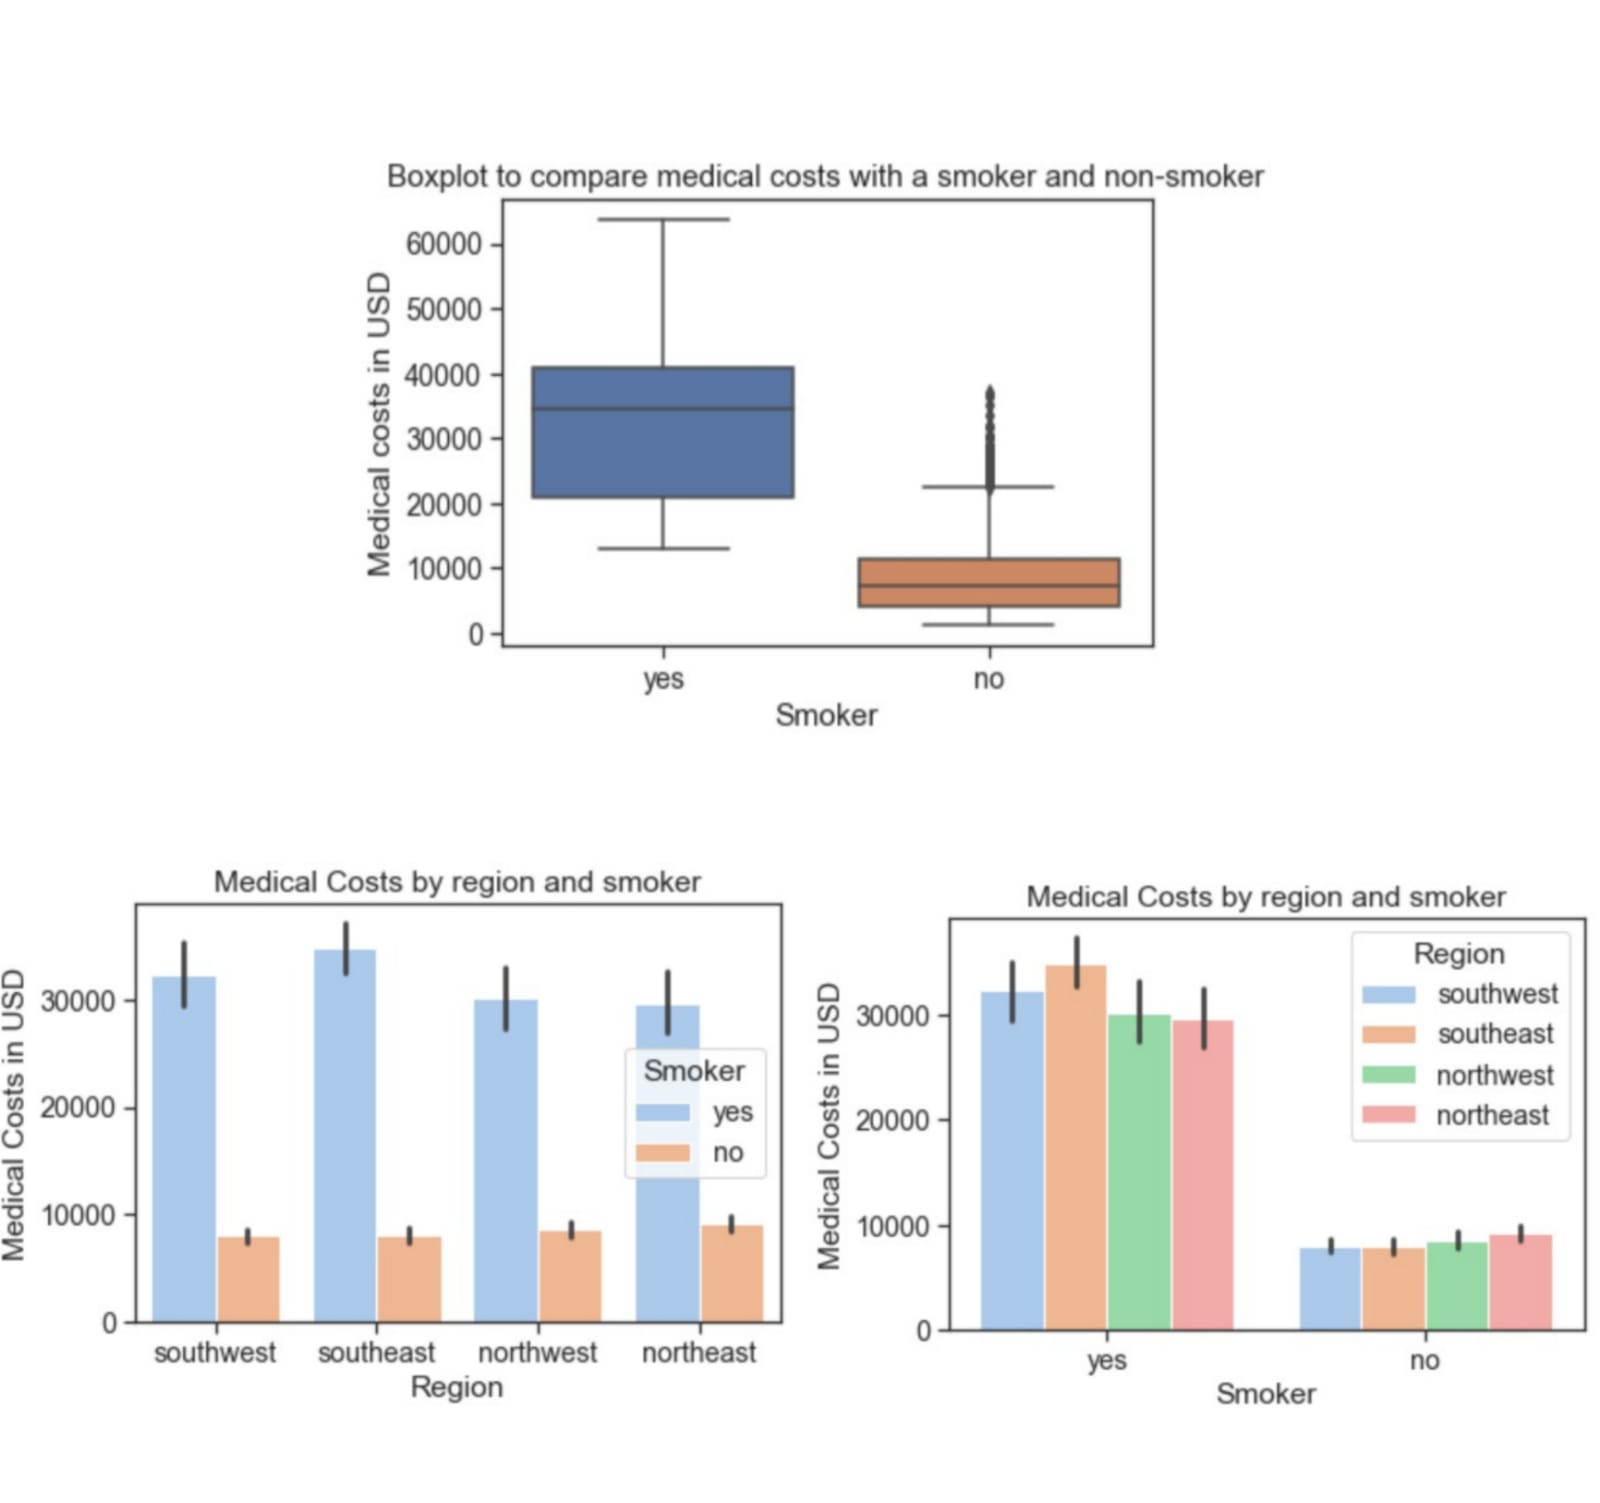 Boxplot to compare medical costs with a smoker and non-smoker
Medical costs in USD
60000
50000
40000
30000
20000
10000
0
yes no
Smoker
Medical Costs by region and smoker
Medical Costs in USD
30000
20000
10000
0
Smoker
yes
no
southwest southeast northwest northeast
Region
Medical Costs by region and smoker
Medical Costs in USD
30000
20000
10000
0
Region
southwest
southeast
northwest
northeast
yes no
Smoker